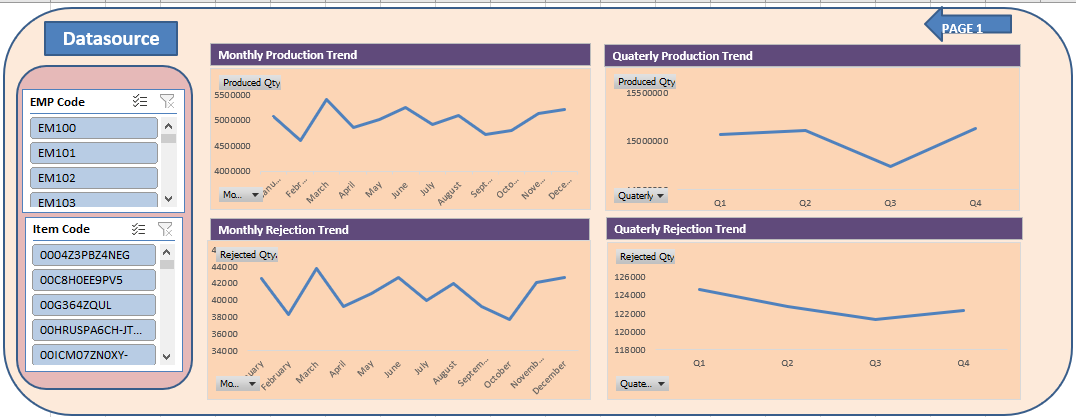 Datasource
PAGE 1
EMP Code
EM100
EM101
EM102
EM103
Item Code
0004Z3PBZ4NEG
00C8H0EE9PV5
00G364ZQUL
00HRUSPA6CH-JT...
00ICM07ZN0XY-
Monthly Production Trend
Produced Qty
5500000
5000000
4500000
4000000
Febr... March April May June July August Sept... Octo... Nove... Dece...
Mo...
Quaterly Production Trend
Produced Qty
15500000
15000000
Q1 Q2 Q3 Q4
Quaterly
Monthly Rejection Trend
Rejected Qty.
44000
42000
40000
38000
36000
34000
February March April May June July August Septem... October Novemb... December
Mo...
Quaterly Rejection Trend
Rejected Qty
126000
124000
122000
120000
118000
Q1 Q2 Q3 Q4
Quate...